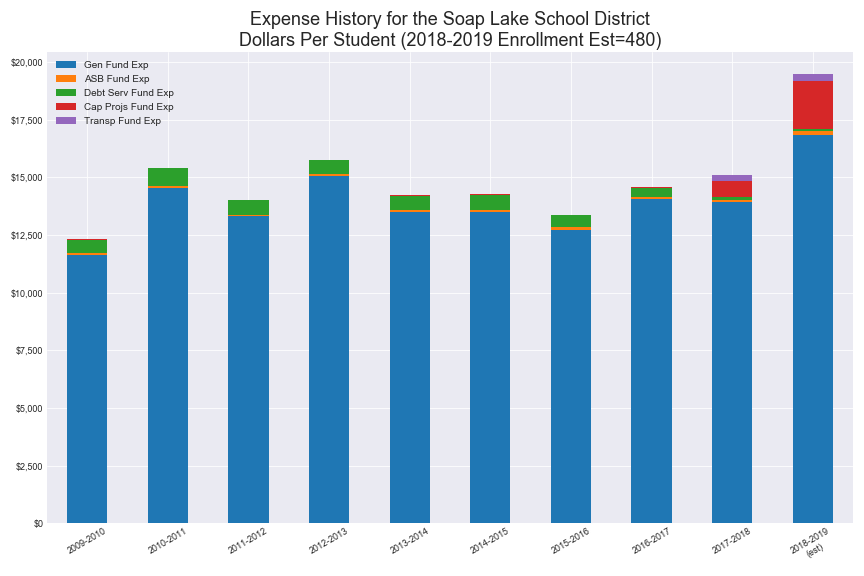 Expense History for the Soap Lake School District
Dollars Per Student (2018-2019 Enrollment Est=480)
Gen Fund Exp
ASB Fund Exp
Debt Serv Fund Exp
Cap Projs Fund Exp
Transp Fund Exp
$20,000
$17,500
$15,000
$12,500
$10,000
$7,500
$5,000
$2,500
$0
2009-2010
2010-2011
2011-2012
2012-2013
2013-2014
2014-2015
2015-2016
2016-2017
2017-2018
2018-2019
(est)